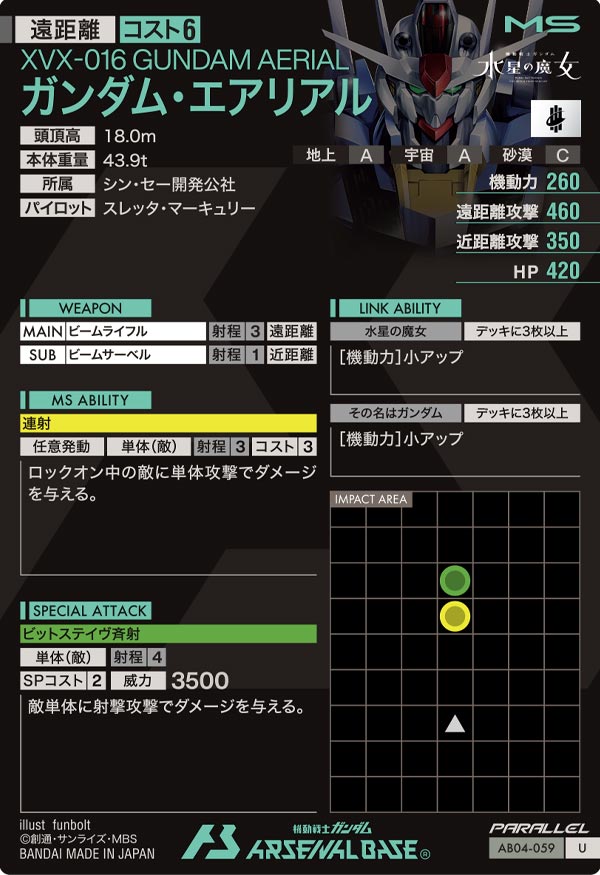 遠距離 コスト6 MS
XVX-016 GUNDAM AERIAL
機動戦士ガンダム
水星の魔女
ガンダム・エアリアル
頭頂高 18.0m
本体重量 43.9t
所属 シン・セー開発公社
パイロット スレッタ・マーキュリー
地上 A 宇宙 A 砂漠 C
機動力 260
遠距離攻撃 460
近距離攻撃 350
HP 420
WEAPON
MAIN ビームライフル 射程 3 遠距離
SUB ビームサーベル 射程 1 近距離
MS ABILITY
連射
任意発動 単体(敵) 射程 3 コスト 3
ロックオン中の敵に単体攻撃でダメージ
を与える。
SPECIAL ATTACK
ビットステイヴ斉射
単体(敵) 射程 4
SPコスト 2 威力 3500
敵単体に射撃攻撃でダメージを与える。
LINK ABILITY
水星の魔女 デッキに3枚以上
[機動力]小アップ
その名はガンダム デッキに3枚以上
[機動力]小アップ
IMPACT AREA
illust funbolt
©創通・サンライズ・MBS
BANDAI MADE IN JAPAN
機動戦士ガンダム
AB ARSENAL BASE®
PARALLEL
AB04-059 U